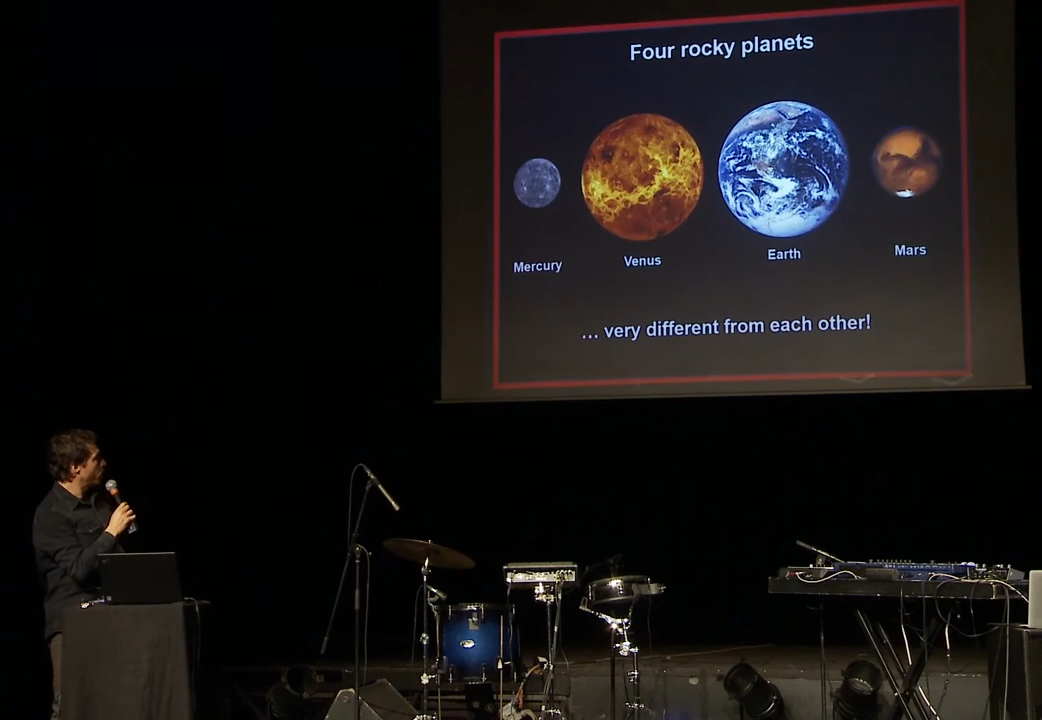 Four rocky planets
Mercury
Venus
Earth
Mars
... very different from each other!